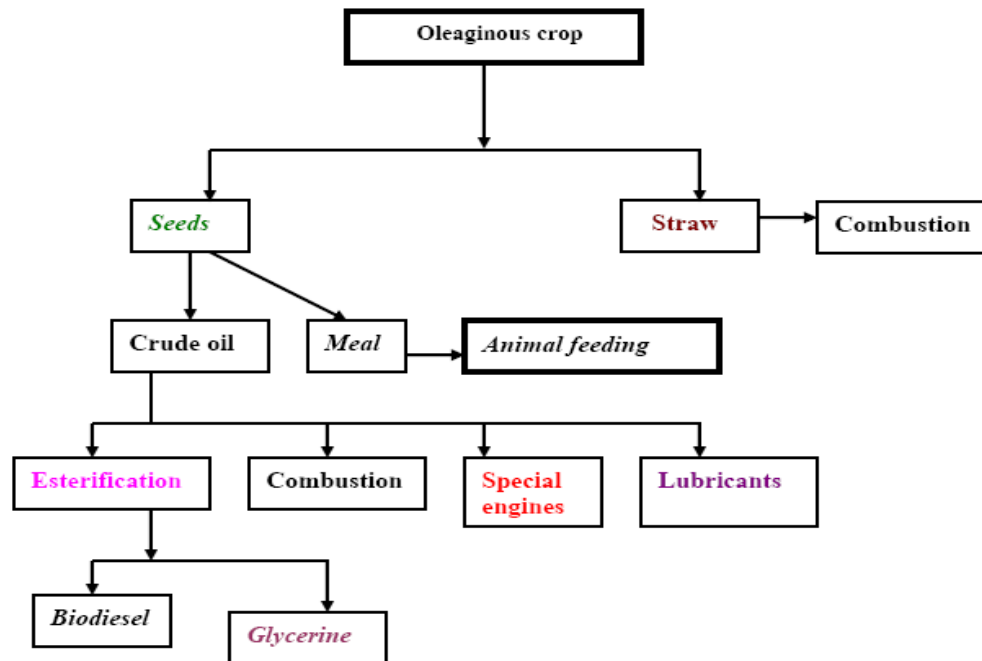 Oleaginous crop
Seeds
Straw
Combustion
Crude oil
Meal
Animal feeding
Esterification
Combustion
Special
engines
Lubricants
Biodiesel
Glycerine